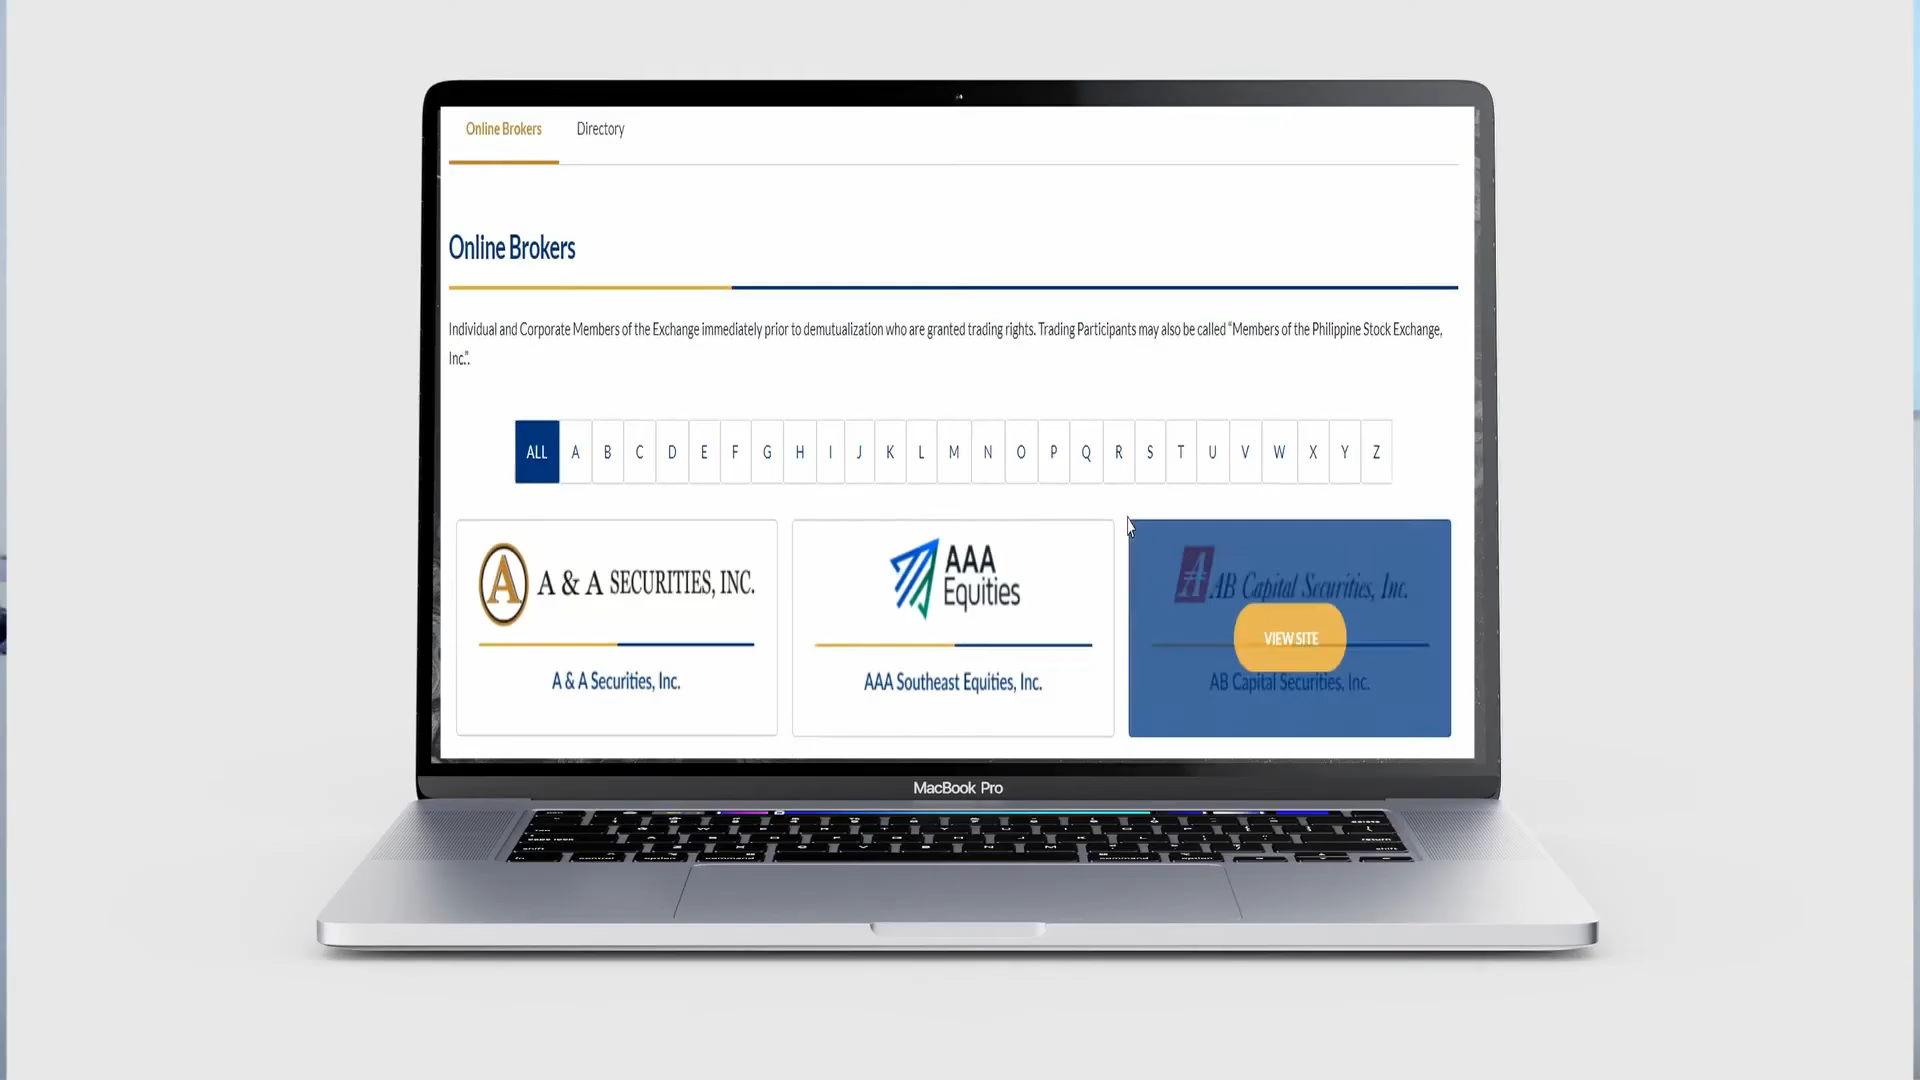 Online Brokers Directory
Online Brokers
Individual and Corporate Members of the Exchange immediately prior to demutualization who are granted trading rights. Trading Participants may also be called “Members of the Philippine Stock Exchange,
Inc.”.
ALL A B C D E F G H I J K L M N O P Q R S T U V W X Y Z
A A & A SECURITIES, INC.
AAA
Equities
A AB Capital Securities, Inc.
VIEW SITE
A & A Securities, Inc.
AAA Southeast Equities, Inc.
AB Capital Securities, Inc.
MacBook Pro